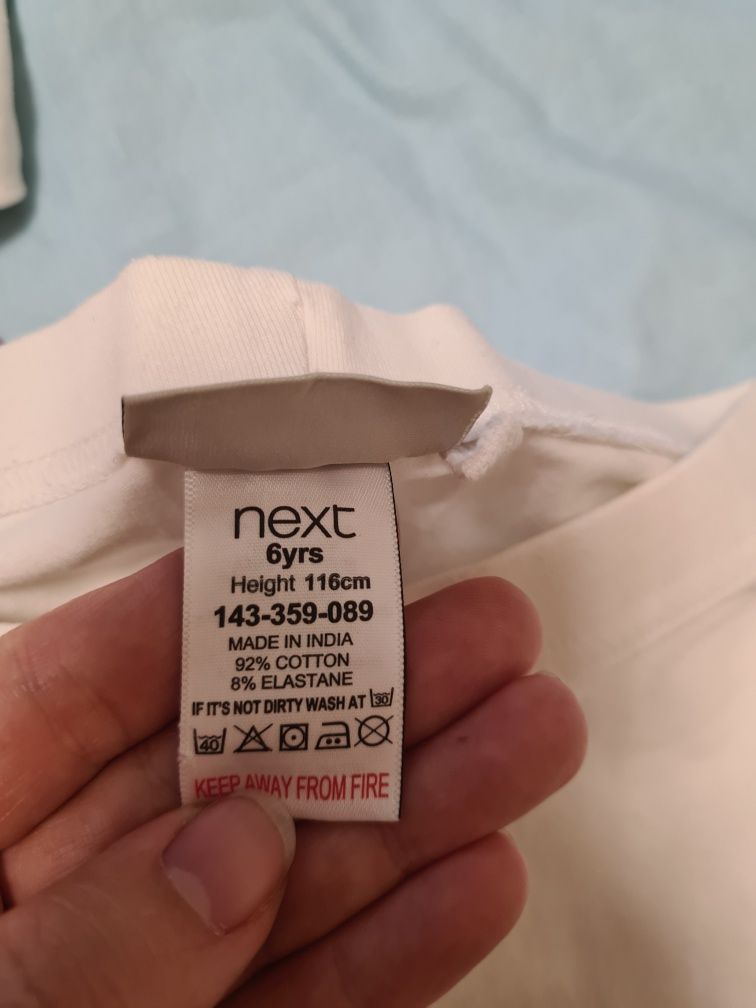 next
6yrs
Height 116cm
143-359-089
MADE IN INDIA
92% COTTON
8% ELASTANE
IF IT'S NOT DIRTY WASH AT 30
40
KEEP AWAY FROM FIRE